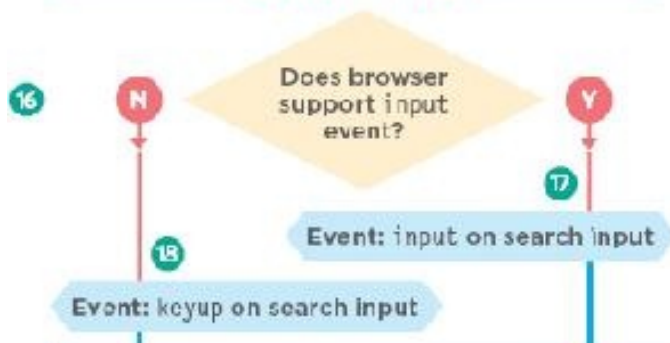 Does browser
support input
event?
16
N
Y
17
Event: input on search input
18
Event: keyup on search input